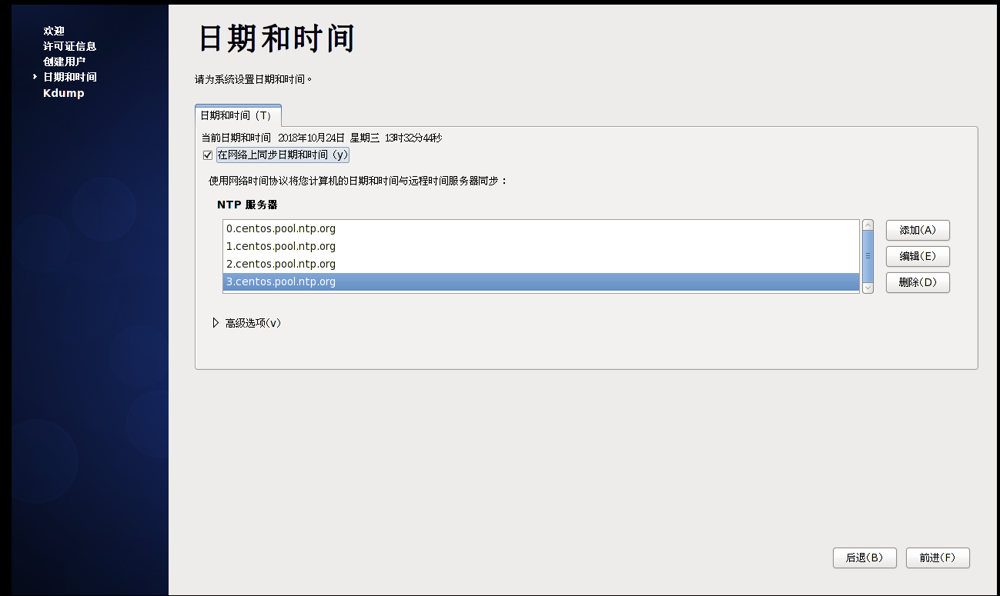 欢迎
许可证信息
创建用户
日期和时间
Kdump
日期和时间
请为系统设置日期和时间。
日期和时间（T）
当前日期和时间 2018年10月24日 星期三 13时32分44秒
在网络上同步日期和时间（y）
使用网络时间协议将您计算机的日期和时间与远程时间服务器同步：
NTP 服务器
0.centos.pool.ntp.org
1.centos.pool.ntp.org
2.centos.pool.ntp.org
3.centos.pool.ntp.org
添加(A)
编辑(E)
删除(D)
高级选项(v)
后退(B)
前进(F)